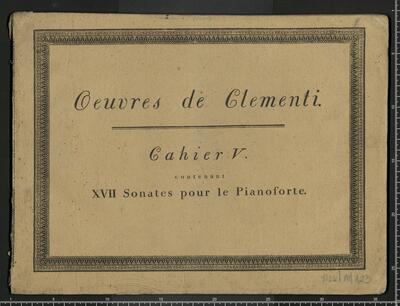 Oeuvres de Clementi.
Cahier V.
contenant
XVII Sonates pour le Pianoforte.